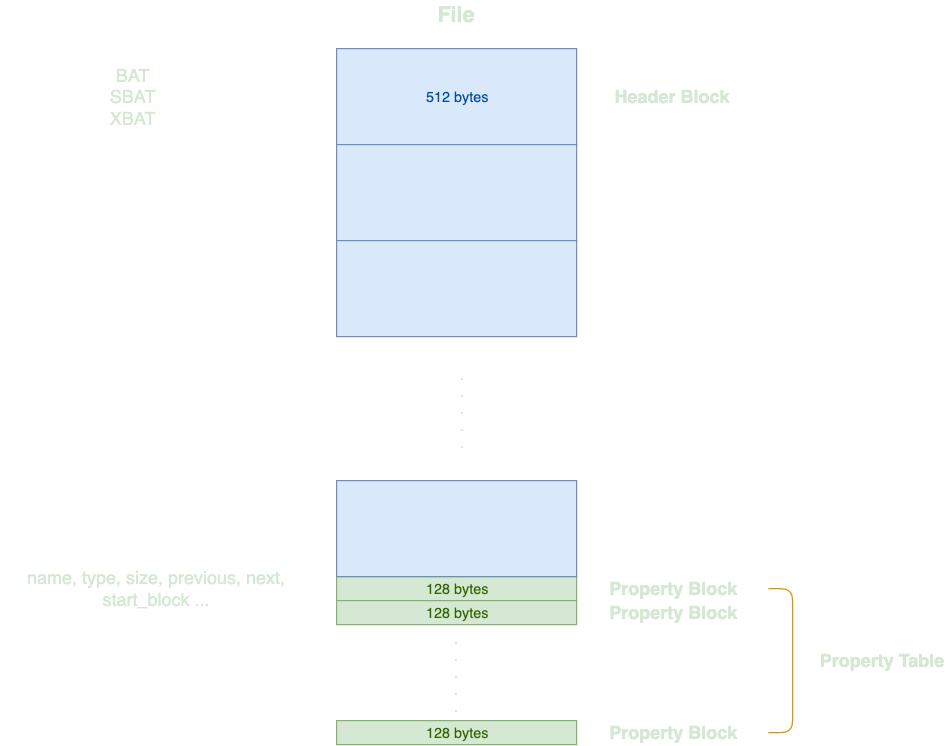 File
BAT
SBAT
XBAT
512 bytes
Header Block
name, type, size, previous, next,
start_block ...
128 bytes
Property Block
128 bytes
Property Block
Property Table
128 bytes
Property Block